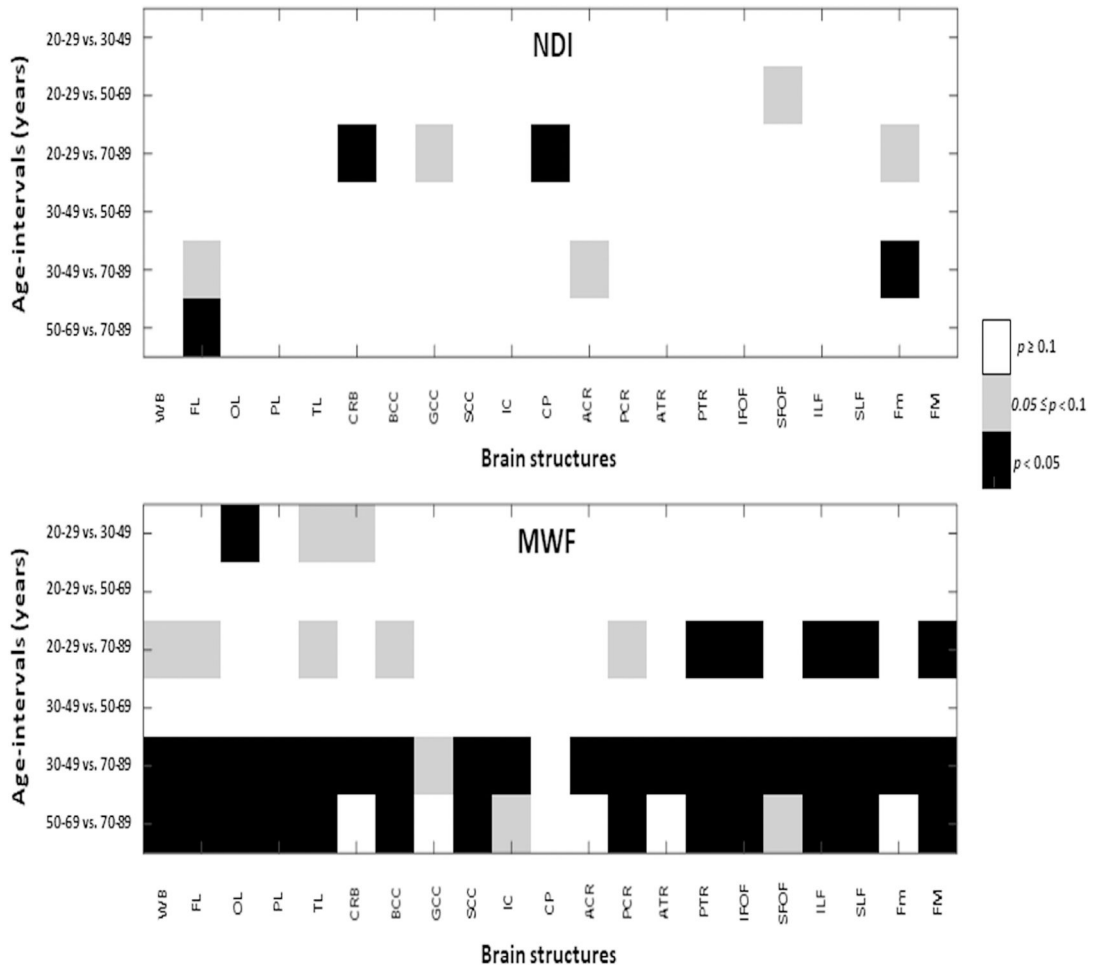 NDI
Age-intervals (years)
20-29 vs. 30-49
20-29 vs. 50-69
20-29 vs. 70-89
30-49 vs. 50-69
30-49 vs. 70-89
50-69 vs. 70-89
WB FL OL PL TL CRB BCC GCC SCC IC CP ACR PCR ATR PTR IFOF SFOF ILF SLF Fm FM
Brain structures
p ≥ 0.1
0.05 ≤ p < 0.1
p < 0.05
MWF
Age-intervals (years)
20-29 vs. 30-49
20-29 vs. 50-69
20-29 vs. 70-89
30-49 vs. 50-69
30-49 vs. 70-89
50-69 vs. 70-89
WB FL OL PL TL CRB BCC GCC SCC IC CP ACR PCR ATR PTR IFOF SFOF ILF SLF Fm FM
Brain structures